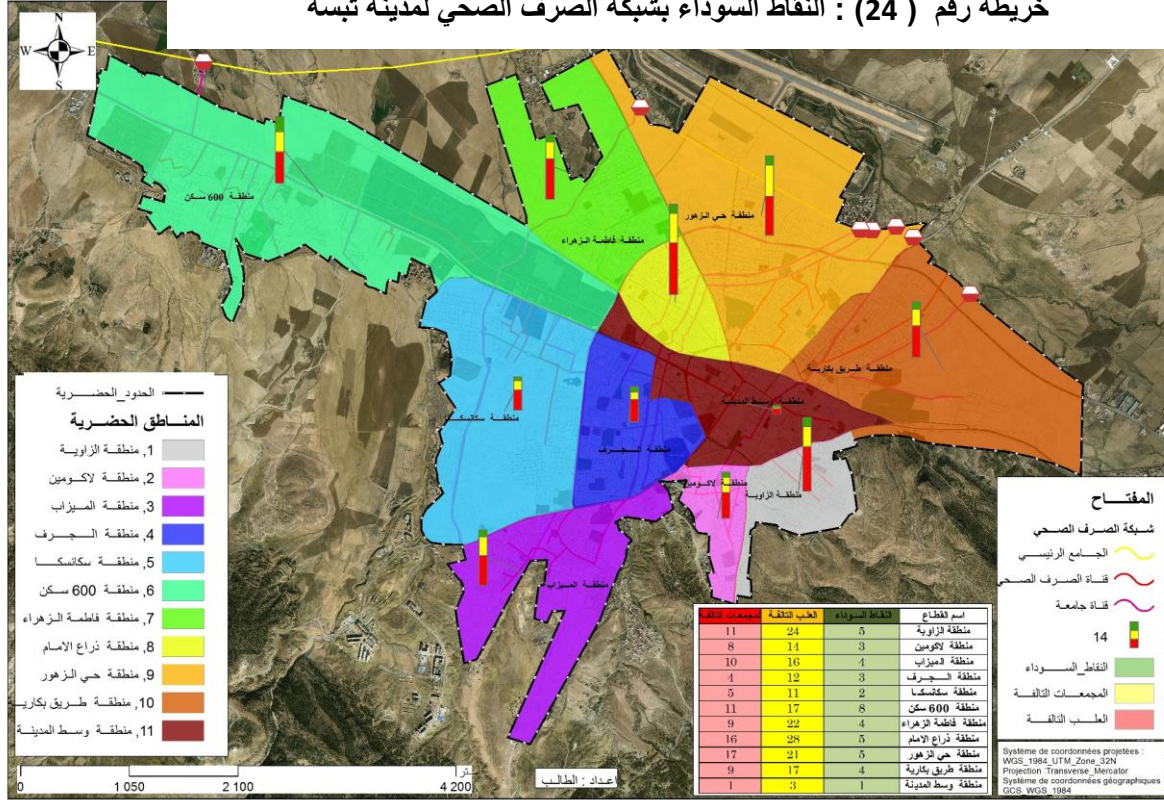 خريطة رقم ( 24) : النقاط السوداء بشبكة الصرف الصحي لمدينة تبسة
N
W E
S
منطقة 600 سكن
منطقة فاطمة الزهراء
منطقة حي الزهور
منطقة طريق بكارية
منطقة وسط المدينة
منطقة سكانسكا
منطقة الجرف
منطقة لاكومين
منطقة الزاوية
منطقة الميزاب
الحدود_الحضرية
المناطق الحضرية
1, منطقة الزاوية
2, منطقة لاكومين
3, منطقة الميزاب
4, منطقة الجرف
5, منطقة سكانسكا
6, منطقة 600 سكن
7, منطقة فاطمة الزهراء
8, منطقة ذراع الامام
9, منطقة حي الزهور
10, منطقة طريق بكارية
11, منطقة وسط المدينة
0 1 050 2 100 4 200
اعداد : الطالب
اسم القطاع النقاط السوداء العلب التالفة المجمعات التالفة
منطقة الزاوية 5 24 11
منطقة لاكومين 3 14 8
منطقة الميزاب 4 16 10
منطقة الجرف 3 12 4
منطقة سكانسكا 2 11 5
منطقة 600 سكن 8 17 11
منطقة فاطمة الزهراء 4 22 9
منطقة ذراع الامام 5 28 16
منطقة حي الزهور 5 21 17
منطقة طريق بكارية 4 17 9
منطقة وسط المدينة 1 3 1
المفتاح
شبكة الصرف الصحي
الجامع الرئيسي
قناة الصرف الصحي
قناة جامعة
14
النقاط_السوداء
المجمعات التالفة
العلب التالفة
Système de coordonnées projetées :
WGS_1984_UTM_Zone_32N
Projection :Transverse_Mercator
Système de coordonnées géographiques
GCS_WGS_1984